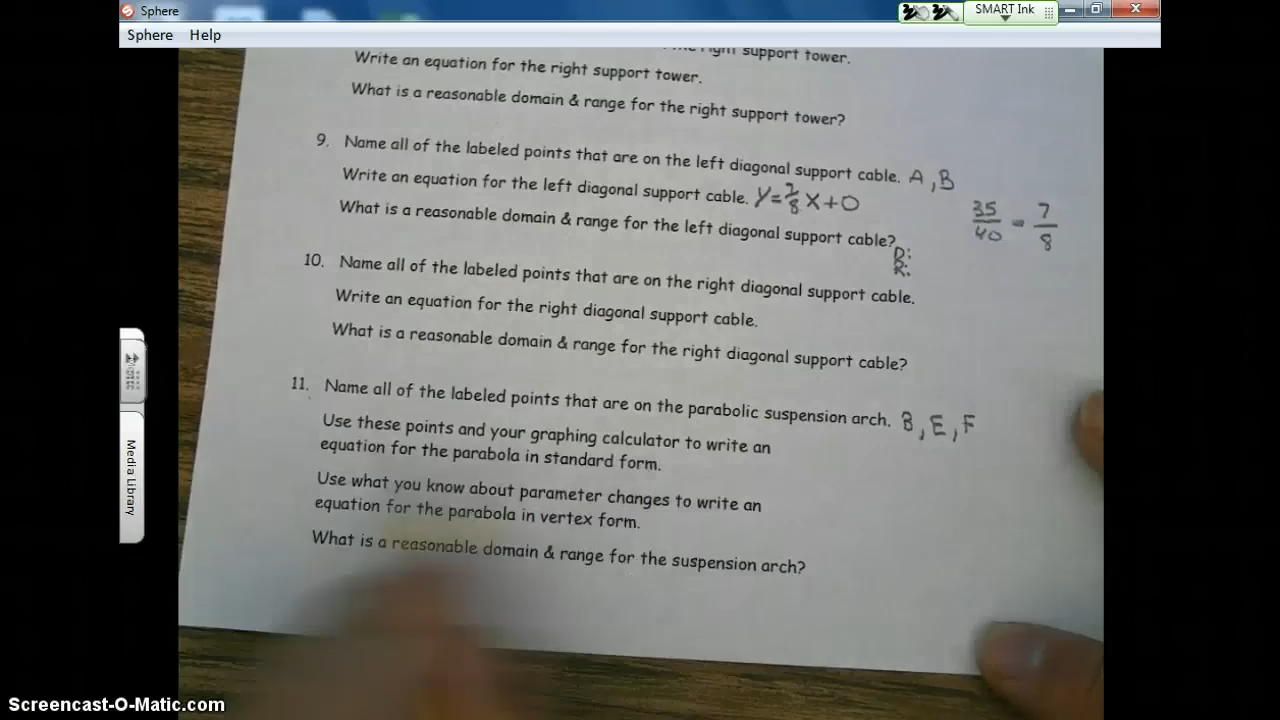 Sphere
SMART Ink
Sphere Help
right support tower.
Write an equation for the right support tower.
What is a reasonable domain & range for the right support tower?
9. Name all of the labeled points that are on the left diagonal support cable. A, B
Write an equation for the left diagonal support cable. y=7/8 x+0
35/40 = 7/8
What is a reasonable domain & range for the left diagonal support cable?
D:
R:
10. Name all of the labeled points that are on the right diagonal support cable.
Write an equation for the right diagonal support cable.
What is a reasonable domain & range for the right diagonal support cable?
11. Name all of the labeled points that are on the parabolic suspension arch. B, E, F
Use these points and your graphing calculator to write an
equation for the parabola in standard form.
Use what you know about parameter changes to write an
equation for the parabola in vertex form.
What is a reasonable domain & range for the suspension arch?
Media Library
Screencast-O-Matic.com